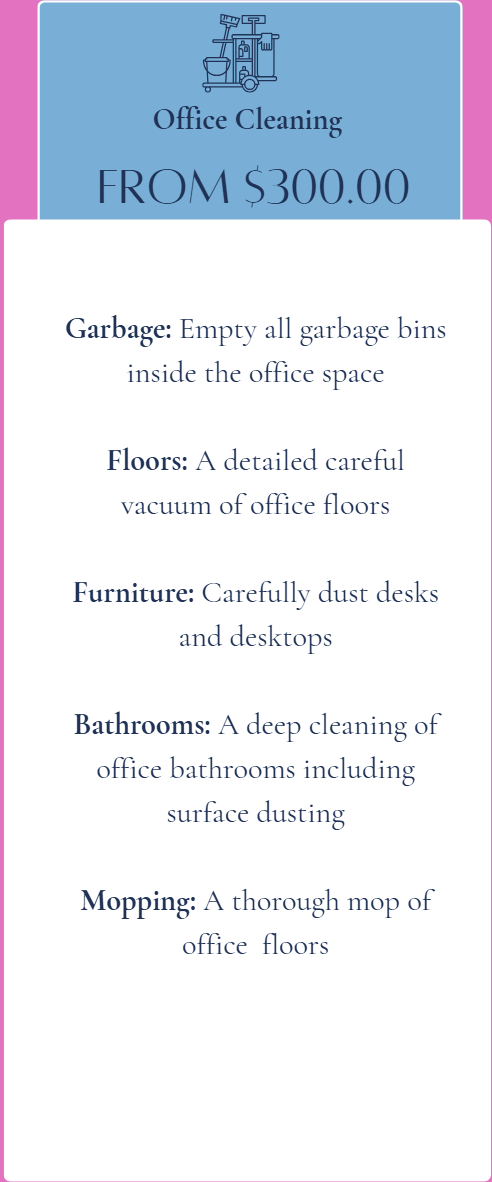 Office Cleaning
FROM $300.00
Garbage: Empty all garbage bins
inside the office space
Floors: A detailed careful
vacuum of office floors
Furniture: Carefully dust desks
and desktops
Bathrooms: A deep cleaning of
office bathrooms including
surface dusting
Mopping: A thorough mop of
office  floors